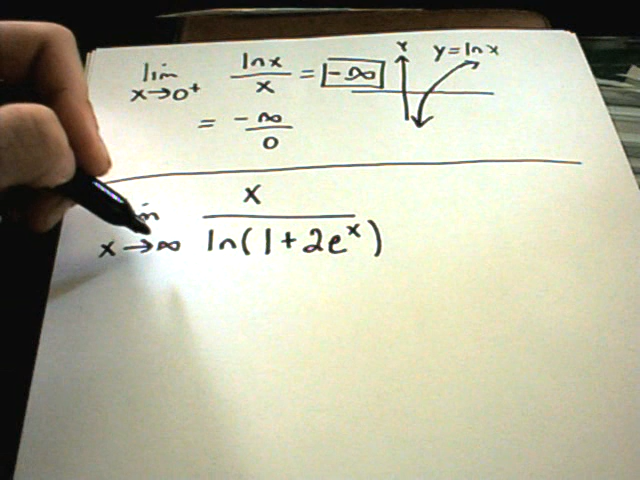 lim x→0⁺ ln x / x = -∞
= -∞ / 0
y = ln x
x→∞ x / ln(1+2eˣ)